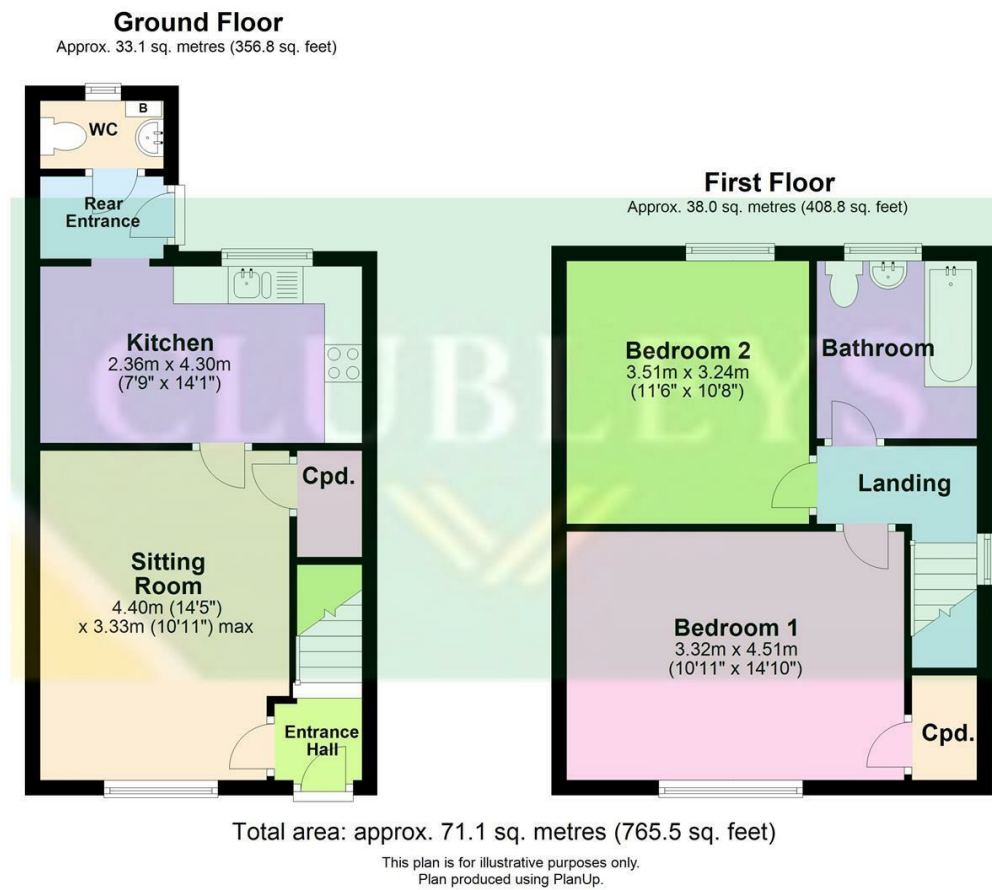 Ground Floor
Approx. 33.1 sq. metres (356.8 sq. feet)
B
WC
Rear
Entrance
Kitchen
2.36m x 4.30m
(7'9" x 14'1")
Cpd.
Sitting
Room
4.40m (14'5")
x 3.33m (10'11") max
Entrance
Hall
First Floor
Approx. 38.0 sq. metres (408.8 sq. feet)
Bedroom 2
3.51m x 3.24m
(11'6" x 10'8")
Bathroom
Landing
Bedroom 1
3.32m x 4.51m
(10'11" x 14'10")
Cpd.
CLUBLEYS
Total area: approx. 71.1 sq. metres (765.5 sq. feet)
This plan is for illustrative purposes only.
Plan produced using PlanUp.